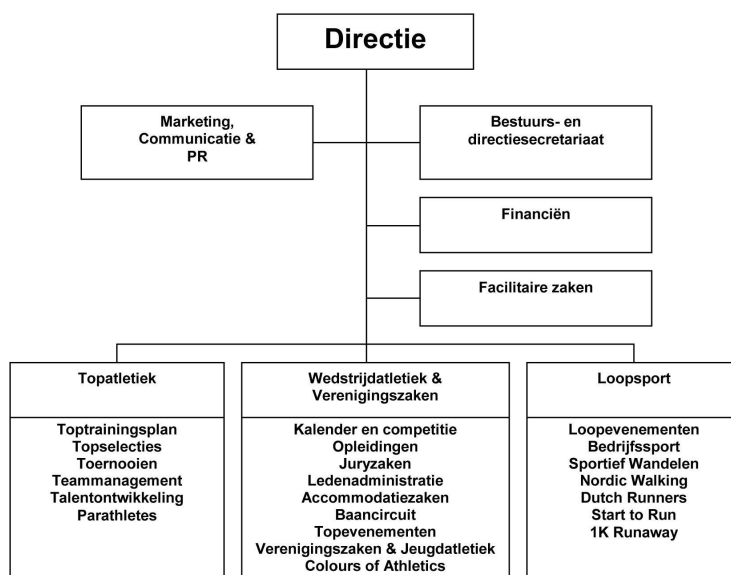 Directie
Marketing,
Communicatie &
PR
Bestuurs- en
directiesecretariaat
Financiën
Facilitaire zaken
Topatletiek
Toptrainingsplan
Topselecties
Toernooien
Teammanagement
Talentontwikkeling
Parathletes
Wedstrijdatletiek &
Verenigingszaken
Kalender en competitie
Opleidingen
Juryzaken
Ledenadministratie
Accommodatiezaken
Baancircuit
Topevenementen
Verenigingszaken & Jeugdatletiek
Colours of Athletics
Loopsport
Loopevenementen
Bedrijfssport
Sportief Wandelen
Nordic Walking
Dutch Runners
Start to Run
1K Runaway